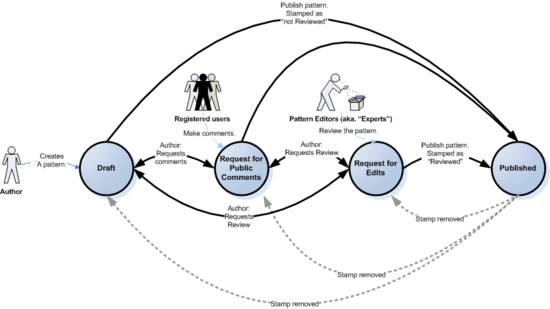 Publish pattern.
Stamped as
"not Reviewed"
Registered users
Make comments.
Pattern Editors (aka. "Experts")
Review the pattern.
Creates
A pattern.
Author
Draft
Author:
Requests
comments
Request for
Public
Comments
Author:
Requests Review
Request for
Edits
Publish pattern.
Stamped as
"Reviewed"
Published
Author:
Requests
Review
Stamp removed
Stamp removed
Stamp removed